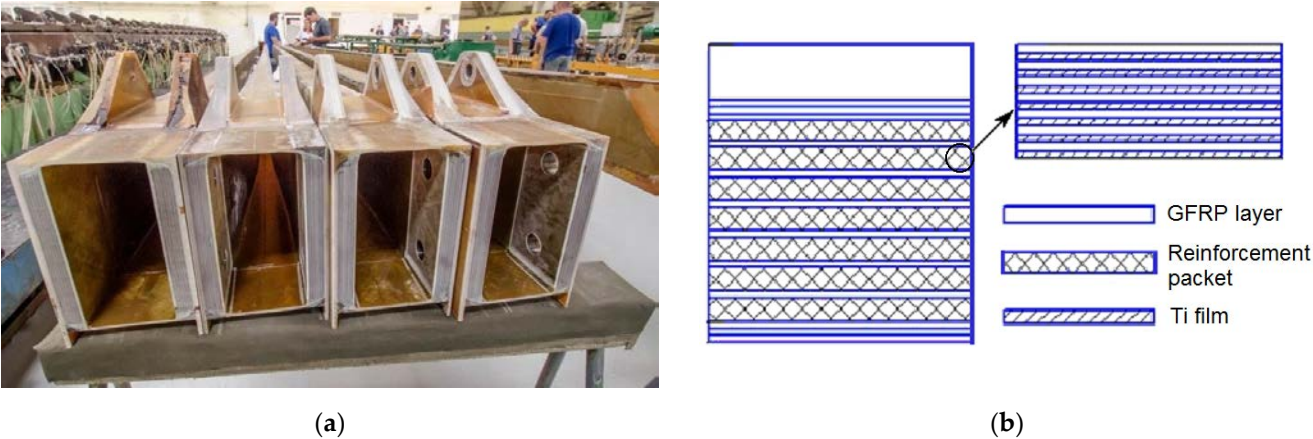 GFRP layer
Reinforcement
packet
Ti film
(a)
(b)